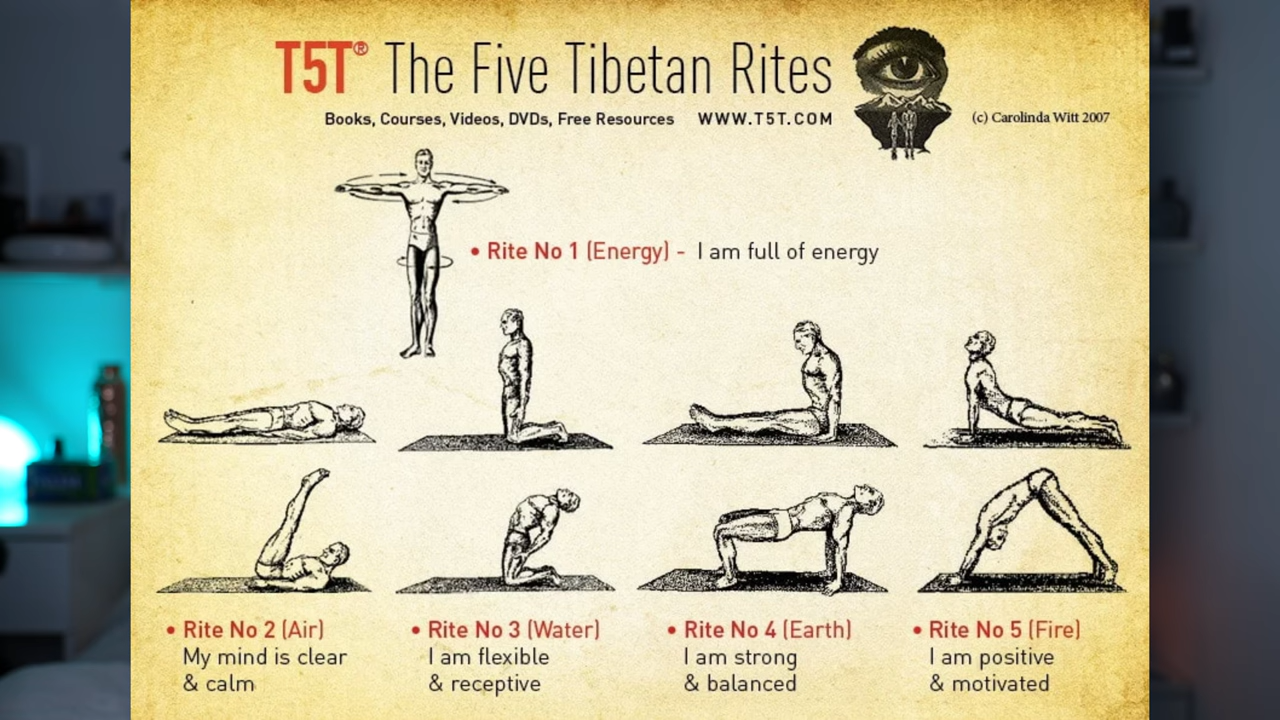 T5T® The Five Tibetan Rites
Books, Courses, Videos, DVDs, Free Resources WWW.T5T.COM
(c) Carolinda Witt 2007
• Rite No 1 (Energy) - I am full of energy
• Rite No 2 (Air)
My mind is clear
& calm
• Rite No 3 (Water)
I am flexible
& receptive
• Rite No 4 (Earth)
I am strong
& balanced
• Rite No 5 (Fire)
I am positive
& motivated